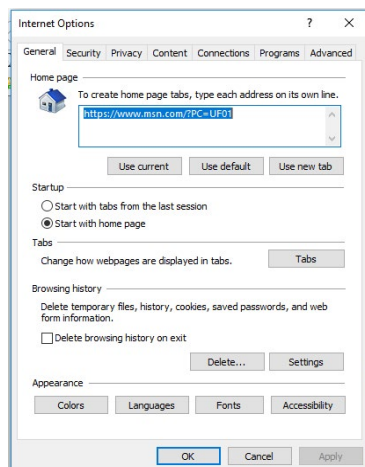 Internet Options
General Security Privacy Content Connections Programs Advanced
Home page
To create home page tabs, type each address on its own line.
https://www.msn.com/?PC=UF01
Use current Use default Use new tab
Startup
Start with tabs from the last session
Start with home page
Tabs
Change how webpages are displayed in tabs. Tabs
Browsing history
Delete temporary files, history, cookies, saved passwords, and web
form information.
Delete browsing history on exit
Delete... Settings
Appearance
Colors Languages Fonts Accessibility
OK Cancel Apply